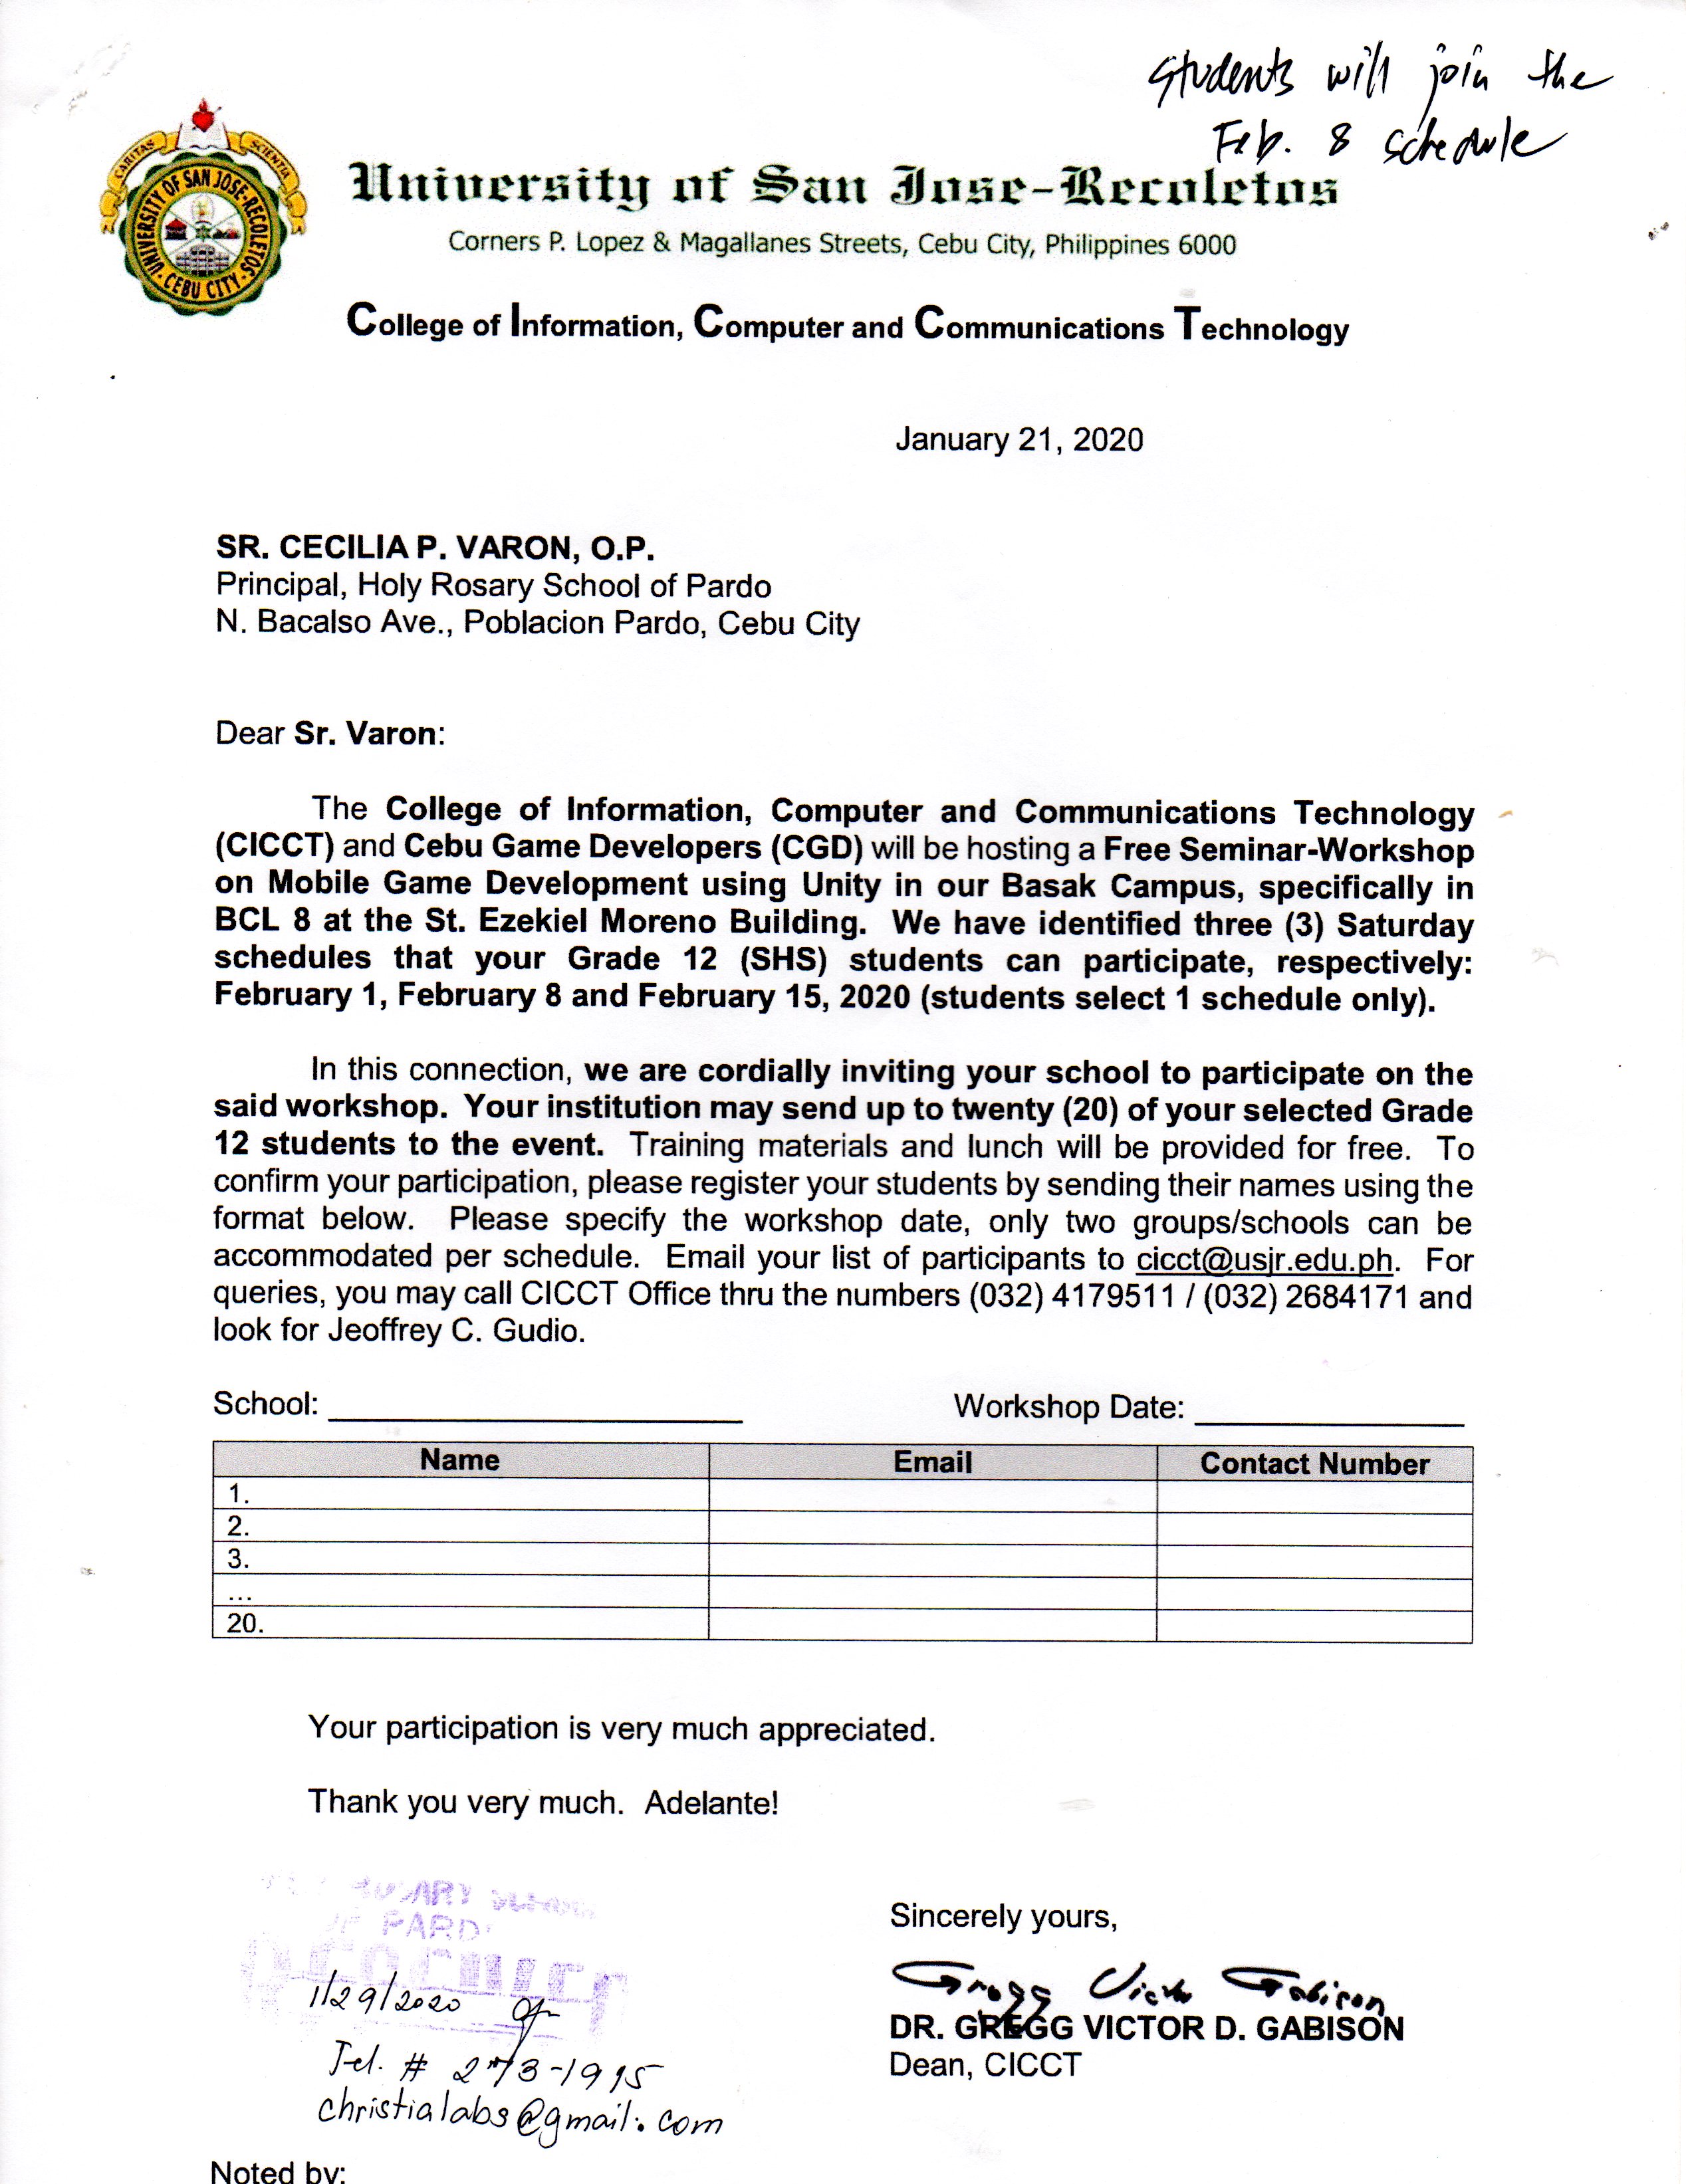 Students will join the
Feb. 8 schedule
CARITAS SCIENTIA
UNIVERSITY OF SAN JOSE-RECOLETOS
CEBU CITY
University of San Jose-Recoletos
Corners P. Lopez & Magallanes Streets, Cebu City, Philippines 6000
College of Information, Computer and Communications Technology
January 21, 2020
SR. CECILIA P. VARON, O.P.
Principal, Holy Rosary School of Pardo
N. Bacalso Ave., Poblacion Pardo, Cebu City
Dear Sr. Varon:
The College of Information, Computer and Communications Technology
(CICCT) and Cebu Game Developers (CGD) will be hosting a Free Seminar-Workshop
on Mobile Game Development using Unity in our Basak Campus, specifically in
BCL 8 at the St. Ezekiel Moreno Building. We have identified three (3) Saturday
schedules that your Grade 12 (SHS) students can participate, respectively:
February 1, February 8 and February 15, 2020 (students select 1 schedule only).
In this connection, we are cordially inviting your school to participate on the
said workshop. Your institution may send up to twenty (20) of your selected Grade
12 students to the event. Training materials and lunch will be provided for free. To
confirm your participation, please register your students by sending their names using the
format below. Please specify the workshop date, only two groups/schools can be
accommodated per schedule. Email your list of participants to cicct@usjr.edu.ph. For
queries, you may call CICCT Office thru the numbers (032) 4179511 / (032) 2684171 and
look for Jeoffrey C. Gudio.
School: Workshop Date:
Name Email Contact Number
1.
2.
3.
...
20.
Your participation is very much appreciated.
Thank you very much. Adelante!
Sincerely yours,
Gregg Victor Gabison
DR. GREGG VICTOR D. GABISON
Dean, CICCT
PARD
1/29/2020
Tel. # 273-1995
christialabs@gmail.com
Noted by: